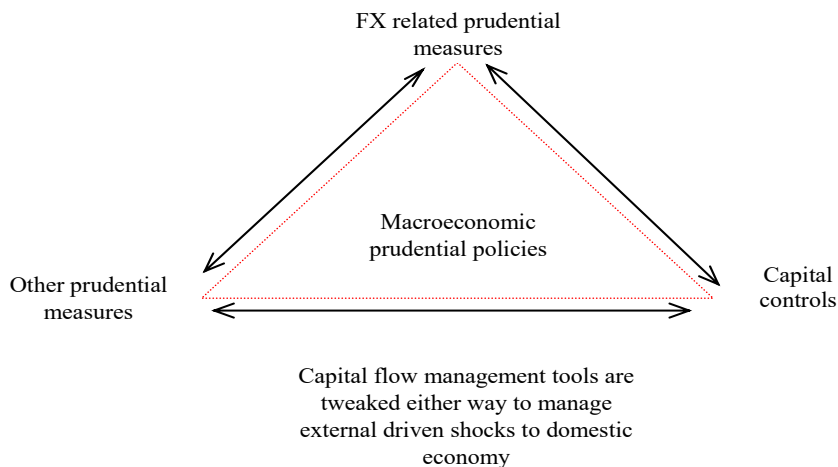 FX related prudential
measures
Macroeconomic
prudential policies
Other prudential
measures
Capital
controls
Capital flow management tools are
tweaked either way to manage
external driven shocks to domestic
economy